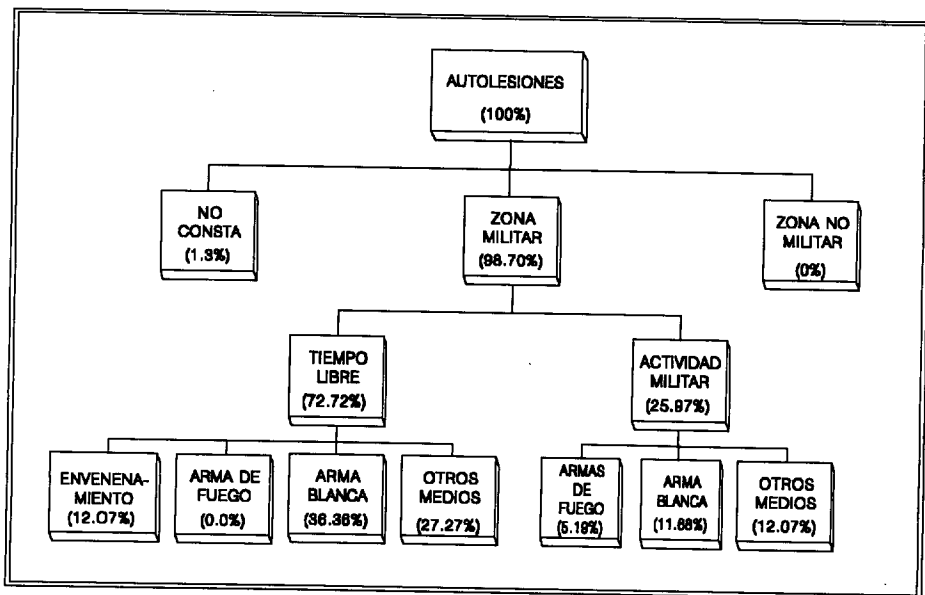 AUTOLESIONES
(100%)
NO
CONSTA
(1.3%)
ZONA
MILITAR
(98.70%)
ZONA NO
MILITAR
(0%)
TIEMPO
LIBRE
(72.72%)
ACTIVIDAD
MILITAR
(25.97%)
ENVENENA-
MIENTO
(12.07%)
ARMA DE
FUEGO
(0.0%)
ARMA
BLANCA
(36.36%)
OTROS
MEDIOS
(27.27%)
ARMAS
DE
FUEGO
(5.19%)
ARMA
BLANCA
(11.68%)
OTROS
MEDIOS
(12.07%)